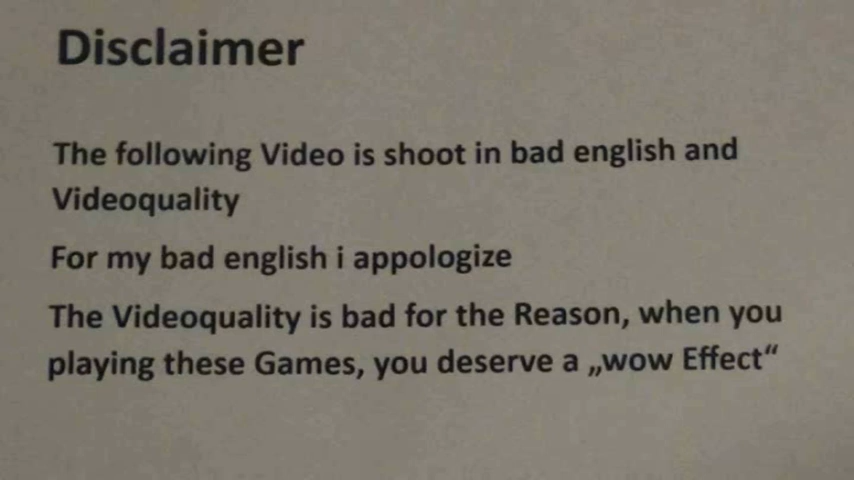 Disclaimer
The following Video is shoot in bad english and
Videoquality
For my bad english i appologize
The Videoquality is bad for the Reason, when you
playing these Games, you deserve a „wow Effect“